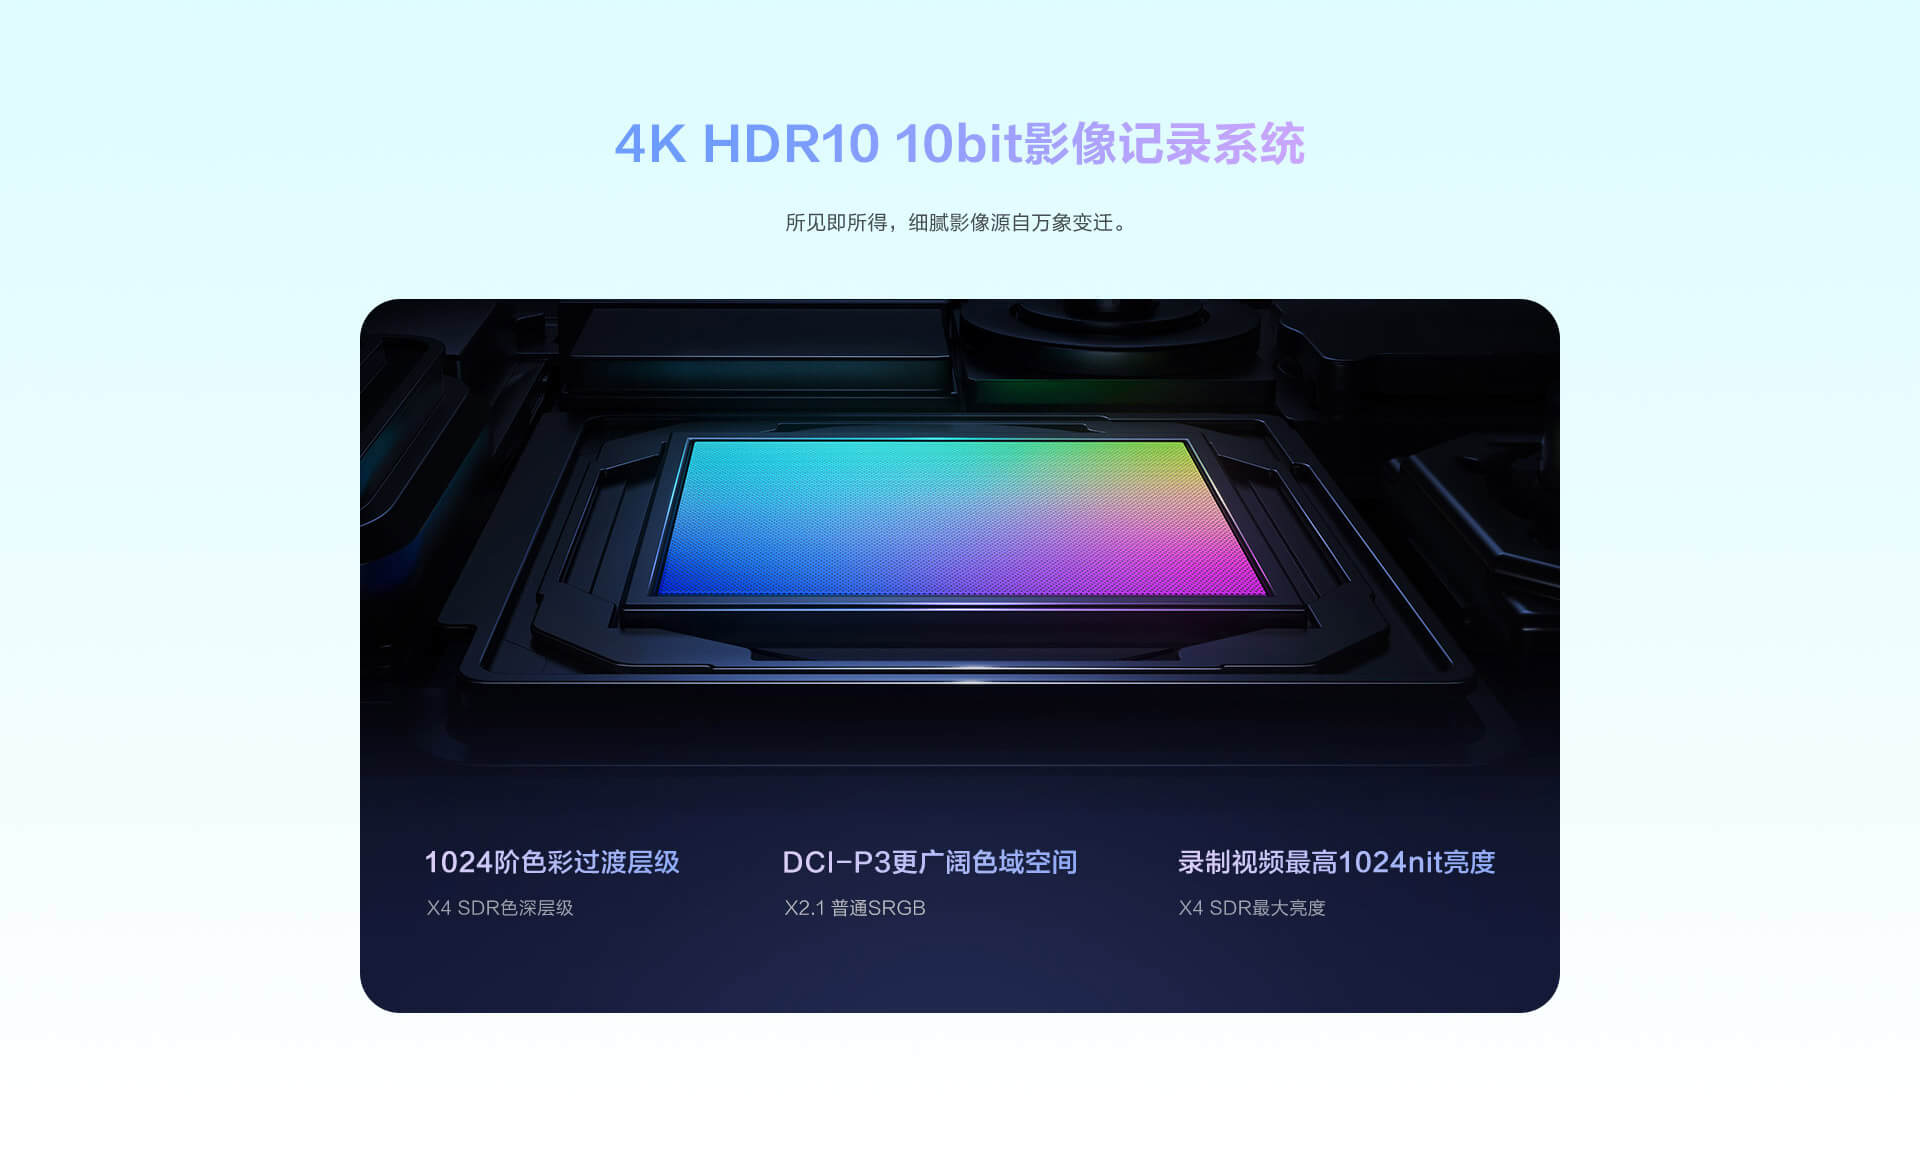 4K HDR10 10bit影像记录系统
所见即所得，细腻影像源自万象变迁。
1024阶色彩过渡层级
X4 SDR色深层级
DCI-P3更广阔色域空间
X2.1 普通SRGB
录制视频最高1024nit亮度
X4 SDR最大亮度